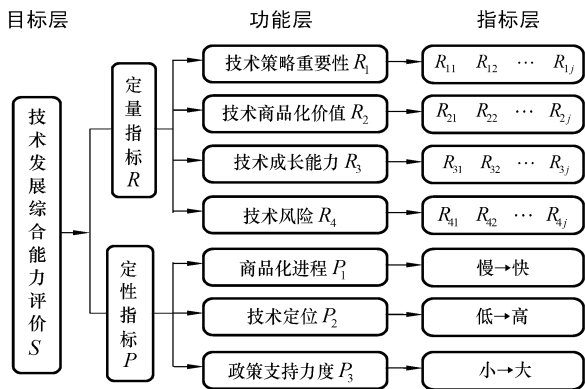 目标层 功能层 指标层
技术发展综合能力评价 S
定量指标 R
技术策略重要性 R₁
R₁₁ R₁₂ ⋯ R₁ⱼ
技术商品化价值 R₂
R₂₁ R₂₂ ⋯ R₂ⱼ
技术成长能力 R₃
R₃₁ R₃₂ ⋯ R₃ⱼ
技术风险 R₄
R₄₁ R₄₂ ⋯ R₄ⱼ
定性指标 P
商品化进程 P₁
慢→快
技术定位 P₂
低→高
政策支持力度 P₃
小→大